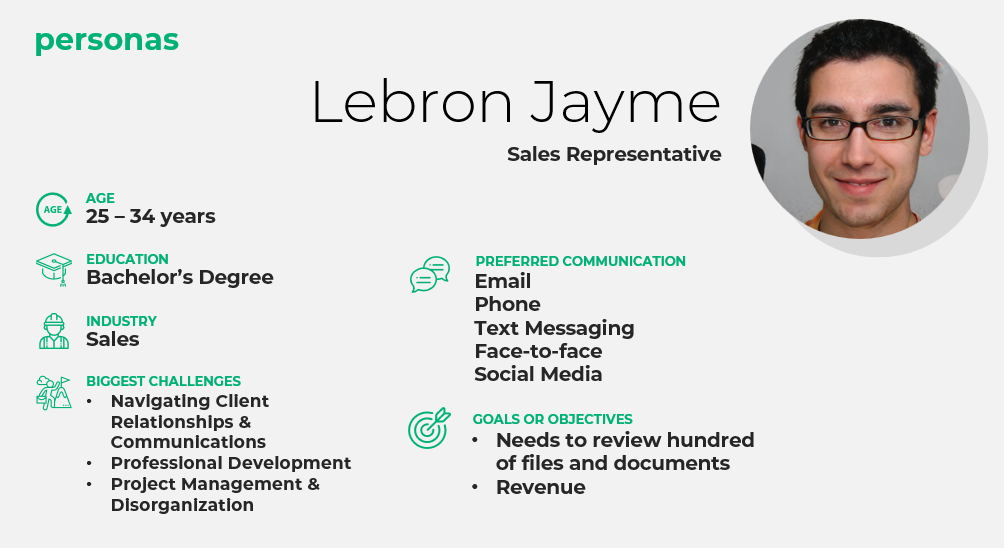 personas
Lebron Jayme
Sales Representative
AGE
AGE
25 – 34 years
EDUCATION
Bachelor’s Degree
INDUSTRY
Sales
BIGGEST CHALLENGES
• Navigating Client
Relationships &
Communications
• Professional Development
• Project Management &
Disorganization
PREFERRED COMMUNICATION
Email
Phone
Text Messaging
Face-to-face
Social Media
GOALS OR OBJECTIVES
• Needs to review hundred
of files and documents
• Revenue